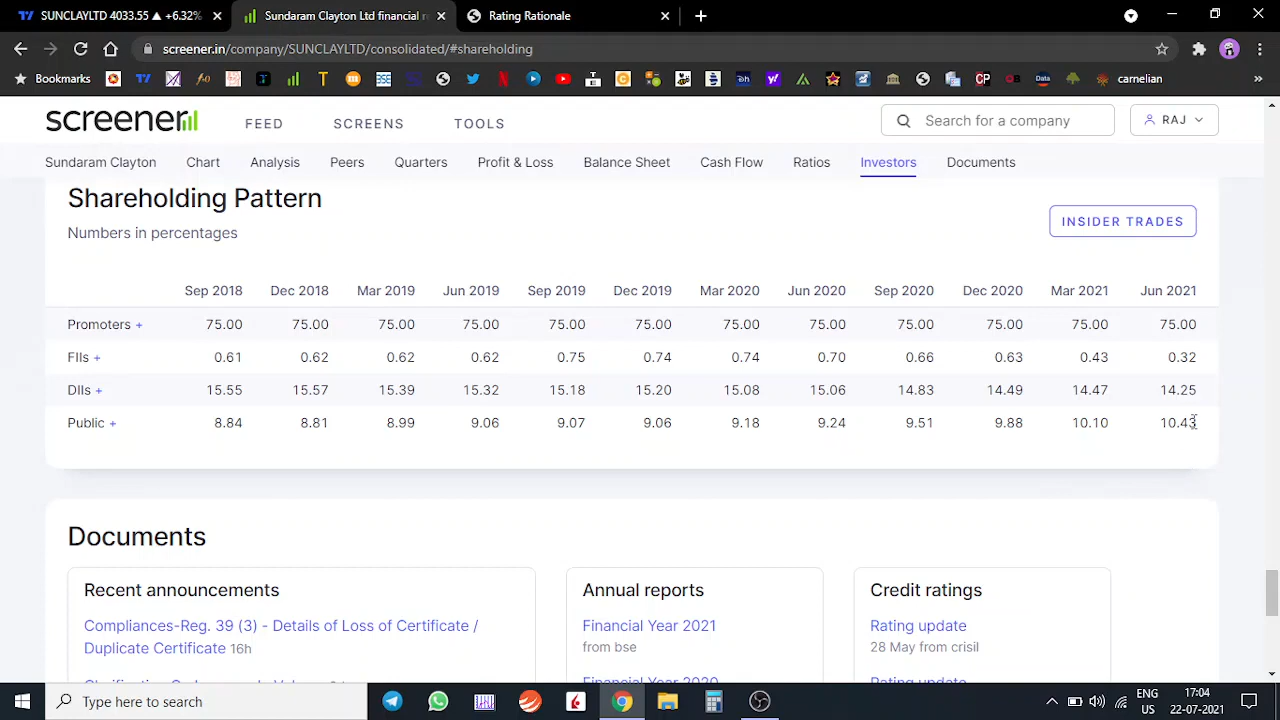 SUNCLAYLTD 4033.55 ▲ +6.32%
Sundaram Clayton Ltd financial r
Rating Rationale
screener.in/company/SUNCLAYLTD/consolidated/#shareholding
Bookmarks
carnelian
screener
FEED
SCREENS
TOOLS
Search for a company
RAJ
Sundaram Clayton Chart Analysis Peers Quarters Profit & Loss Balance Sheet Cash Flow Ratios Investors Documents
Shareholding Pattern
INSIDER TRADES
Numbers in percentages
Sep 2018 Dec 2018 Mar 2019 Jun 2019 Sep 2019 Dec 2019 Mar 2020 Jun 2020 Sep 2020 Dec 2020 Mar 2021 Jun 2021
Promoters + 75.00 75.00 75.00 75.00 75.00 75.00 75.00 75.00 75.00 75.00 75.00 75.00
FIIs + 0.61 0.62 0.62 0.62 0.75 0.74 0.74 0.70 0.66 0.63 0.43 0.32
DIIs + 15.55 15.57 15.39 15.32 15.18 15.20 15.08 15.06 14.83 14.49 14.47 14.25
Public + 8.84 8.81 8.99 9.06 9.07 9.06 9.18 9.24 9.51 9.88 10.10 10.43
Documents
Recent announcements
Compliances-Reg. 39 (3) - Details of Loss of Certificate /
Duplicate Certificate 16h
Annual reports
Financial Year 2021
from bse
Financial Year 2020
Credit ratings
Rating update
28 May from crisil
Rating update
Type here to search
ENG
US
17:04
22-07-2021